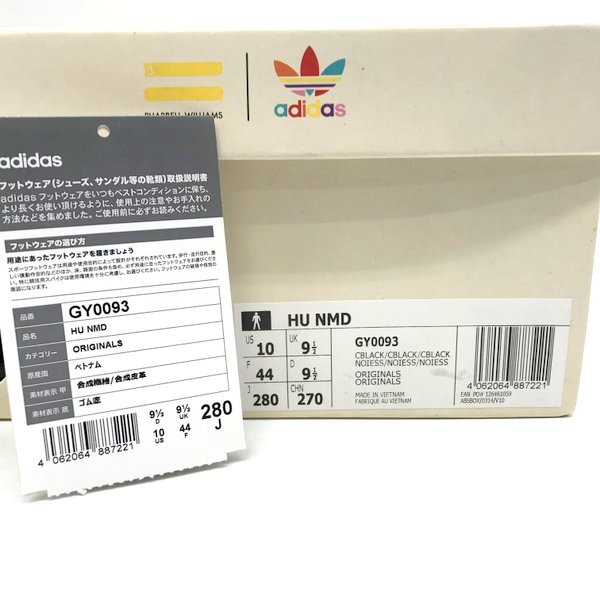 PHARRELL WILLIAMS
adidas
adidas
フットウェア(シューズ、サンダル等の靴類)取扱説明書
adidas フットウェアをいつもベストコンディションに保ち、
より長くお使い頂けるように、使用上の注意やお手入れの
方法などを集めました。ご使用前に必ずお読みください。
フットウェアの選び方
用途にあったフットウェアを履きましょう
品番 GY0093
品名 HU NMD
カテゴリー ORIGINALS
原産国 ベトナム
素材表示 甲 合成繊維/合成皮革
素材表示 底 ゴム底
9½ D 9½ UK 280 J
10 US 44 F
4 062064 887221
HU NMD
US 10 UK 9½
F 44 D 9½
J 280 CHN 270
GY0093
CBLACK/CBLACK/CBLACK
NOIESS/NOIESS/NOIESS
ORIGINALS
ORIGINALS
MADE IN VIETNAM
FABRIQUE AU VIETNAM
4 062064 887221
EAN PO# 126461059
ABSBOX/U314/V10